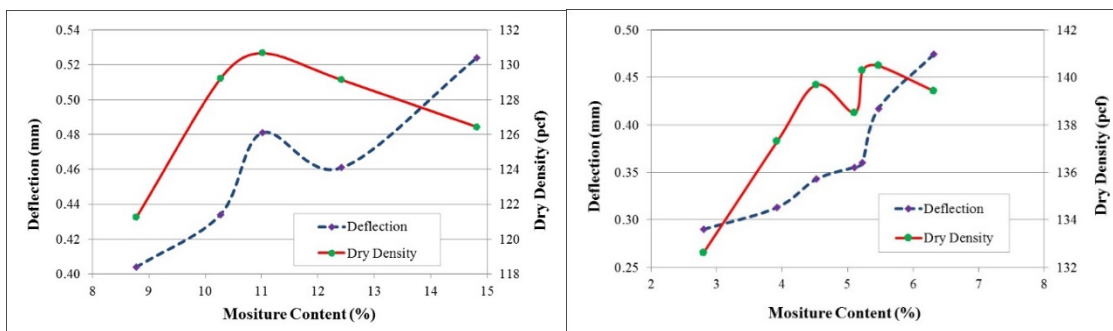 0.54
0.52
0.50
0.48
0.46
0.44
0.42
0.40
Deflection (mm)
132
130
128
126
124
122
120
118
Dry Density (pcf)
Deflection
Dry Density
8 9 10 11 12 13 14 15
Mositure Content (%)
0.50
0.45
0.40
0.35
0.30
0.25
Deflection (mm)
142
140
138
136
134
132
Dry Density (pcf)
Deflection
Dry Density
2 3 4 5 6 7 8
Mositure Content (%)